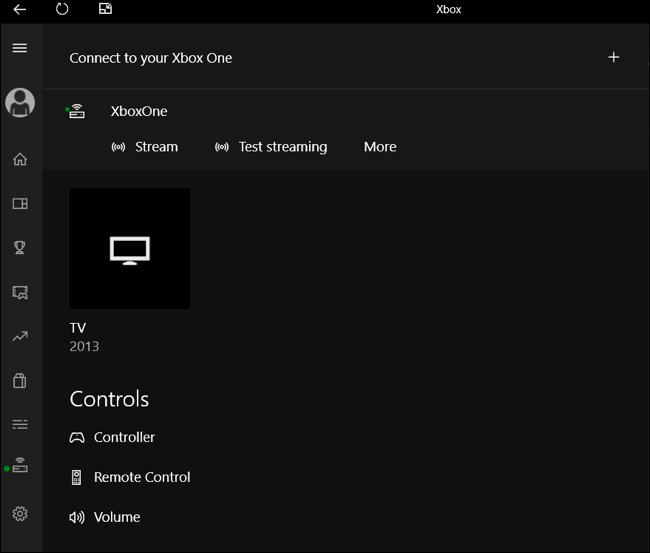 Xbox
Connect to your Xbox One
XboxOne
Stream Test streaming More
TV
2013
Controls
Controller
Remote Control
Volume